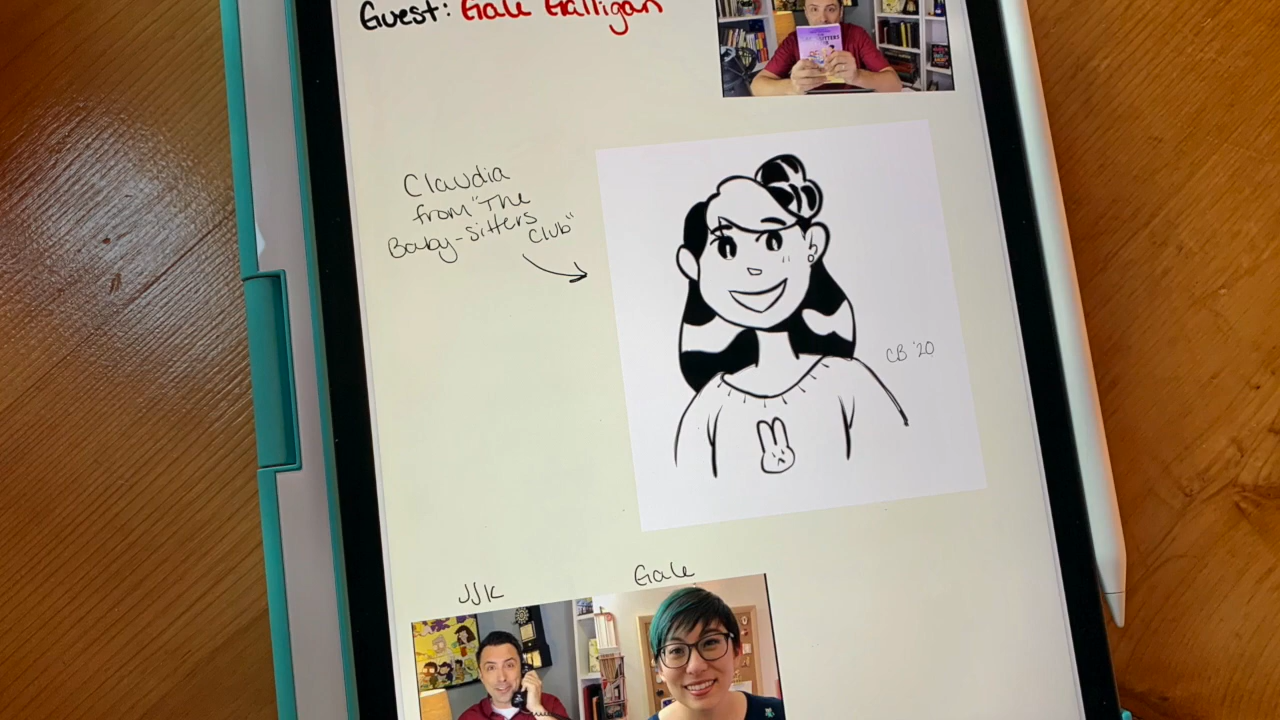 Guest: Gale Galligan
Claudia
from "The
Baby-Sitters
Club"
CB '20
JJK
Gale